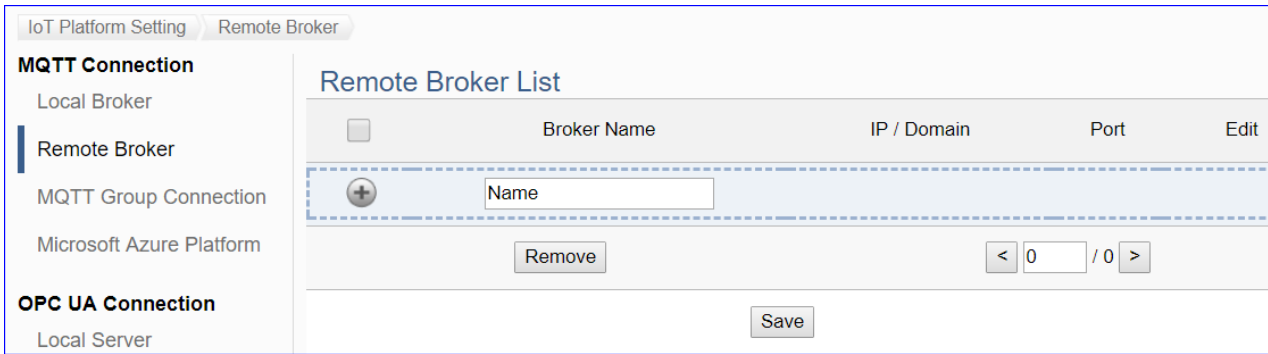 IoT Platform Setting Remote Broker
MQTT Connection
Local Broker
Remote Broker
MQTT Group Connection
Microsoft Azure Platform
OPC UA Connection
Local Server
Remote Broker List
Broker Name IP / Domain Port Edit
Name
Remove < 0 / 0 >
Save